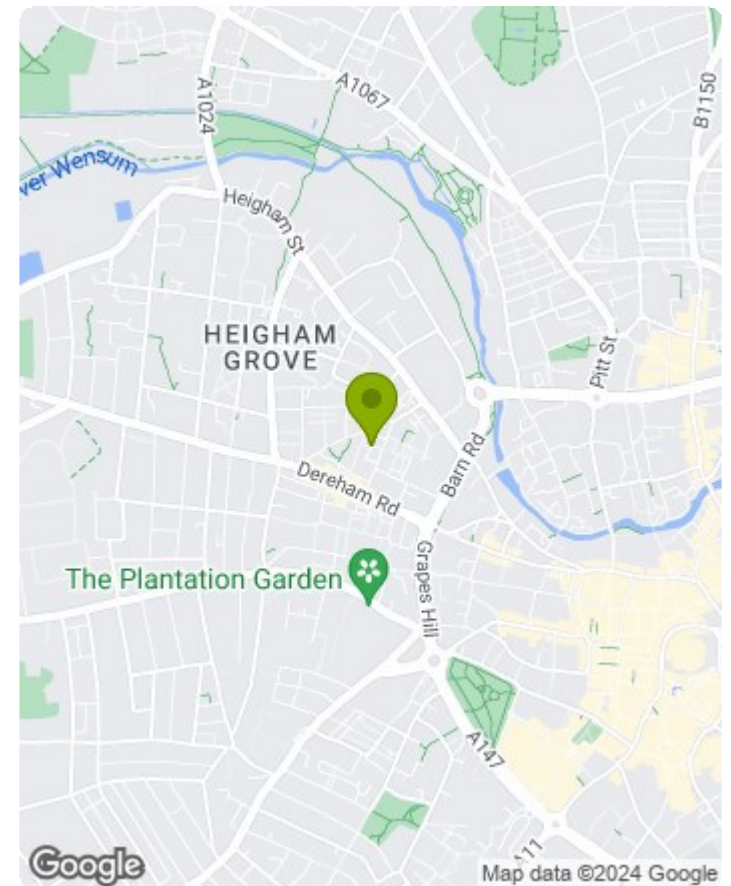 A1067
A1024
B1150
ver Wensum
Heigham St
HEIGHAM
GROVE
Pitt St
Barn Rd
Dereham Rd
Grapes Hill
The Plantation Garden
A147
A11
Google
Map data ©2024 Google